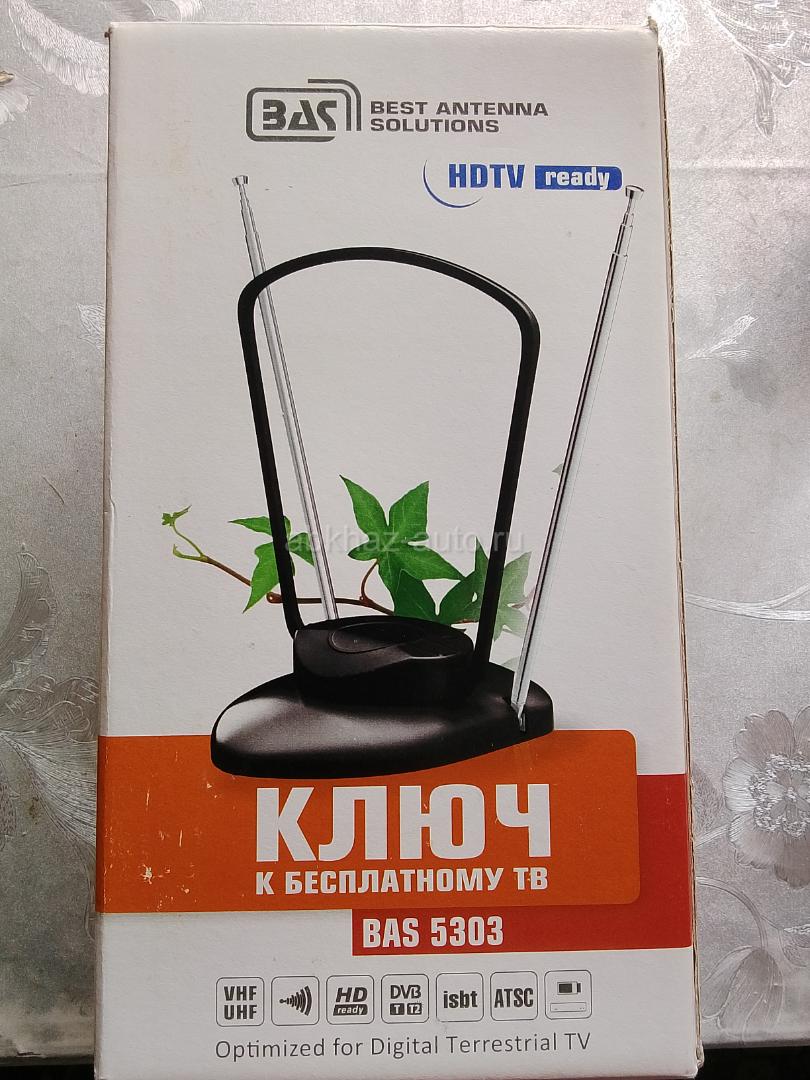 BAS
BEST ANTENNA
SOLUTIONS
HDTV ready
КЛЮЧ
К БЕСПЛАТНОМУ ТВ
BAS 5303
VHF
UHF
HD
ready
DVB
T T2
isbt
ATSC
Optimized for Digital Terrestrial TV